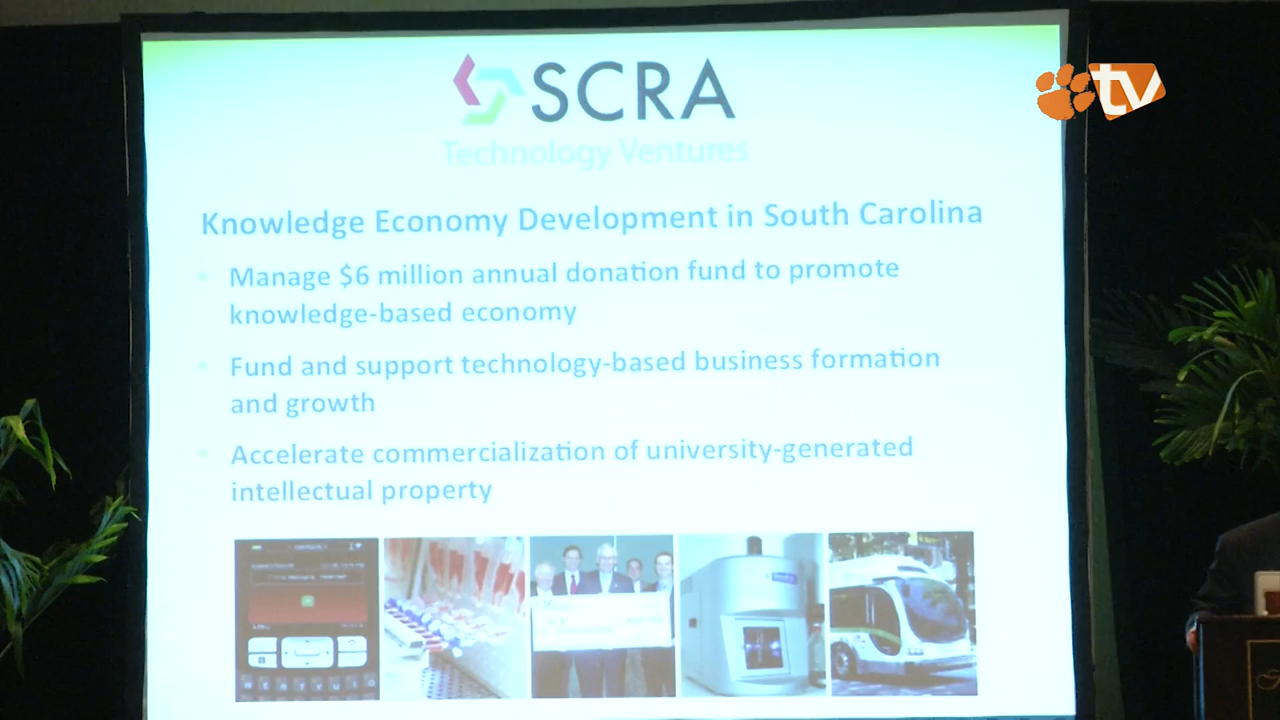 SCRA
tv
Technology Ventures
Knowledge Economy Development in South Carolina
Manage $6 million annual donation fund to promote
knowledge-based economy
Fund and support technology-based business formation
and growth
Accelerate commercialization of university-generated
intellectual property